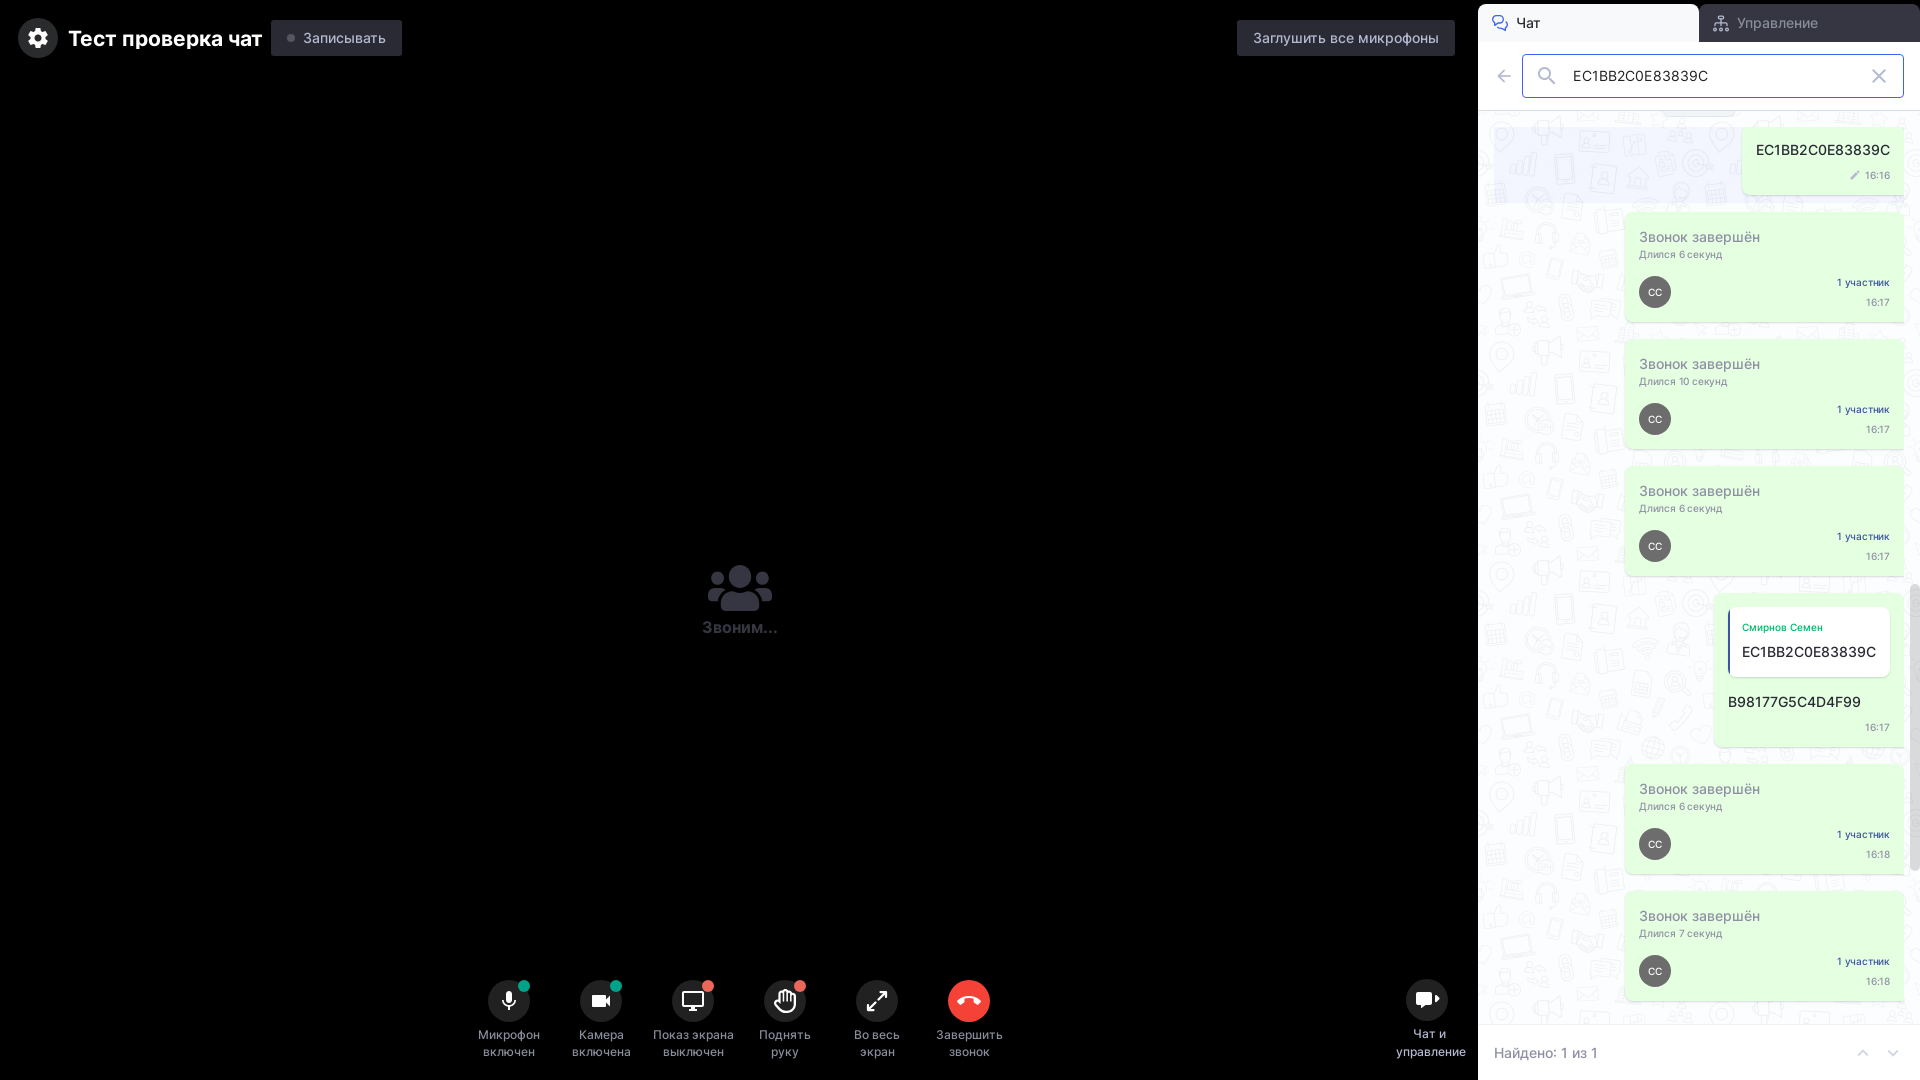 Тест проверка чат
Записывать
Заглушить все микрофоны
Чат
Управление
EC1BB2C0E83839C
EC1BB2C0E83839C
16:16
Звонок завершён
Длился 6 секунд
СС
1 участник
16:17
Звонок завершён
Длился 10 секунд
СС
1 участник
16:17
Звонок завершён
Длился 6 секунд
СС
1 участник
16:17
Смирнов Семен
EC1BB2C0E83839C
B98177G5C4D4F99
16:17
Звонок завершён
Длился 6 секунд
СС
1 участник
16:18
Звонок завершён
Длился 7 секунд
СС
1 участник
16:18
Найдено: 1 из 1
Звоним...
Микрофон
включен
Камера
включена
Показ экрана
выключен
Поднять
руку
Во весь
экран
Завершить
звонок
Чат и
управление